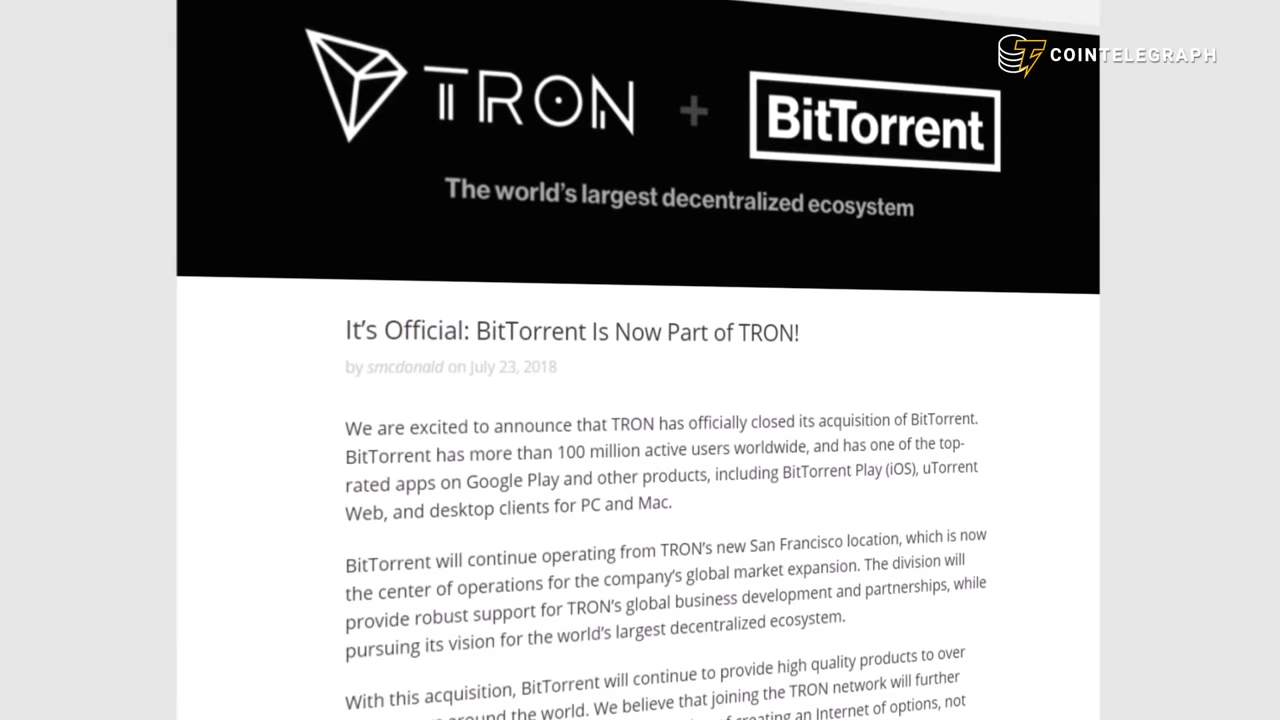 COINTELEGRAPH
TRON + BitTorrent
The world's largest decentralized ecosystem
It's Official: BitTorrent Is Now Part of TRON!
by smcdonald on July 23, 2018
We are excited to announce that TRON has officially closed its acquisition of BitTorrent.
BitTorrent has more than 100 million active users worldwide, and has one of the top-
rated apps on Google Play and other products, including BitTorrent Play (iOS), uTorrent
Web, and desktop clients for PC and Mac.
BitTorrent will continue operating from TRON's new San Francisco location, which is now
the center of operations for the company's global market expansion. The division will
provide robust support for TRON's global business development and partnerships, while
pursuing its vision for the world's largest decentralized ecosystem.
With this acquisition, BitTorrent will continue to provide high quality products to over
around the world. We believe that joining the TRON network will further
creating an Internet of options, not